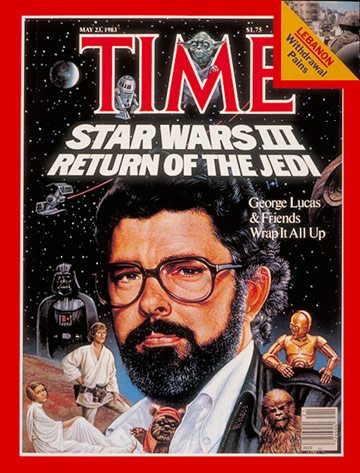 MAY 23, 1983
$1.75
TIME
LEBANON
Withdrawal
Pains
STAR WARS III
RETURN OF THE JEDI
George Lucas
& Friends
Wrap It All Up